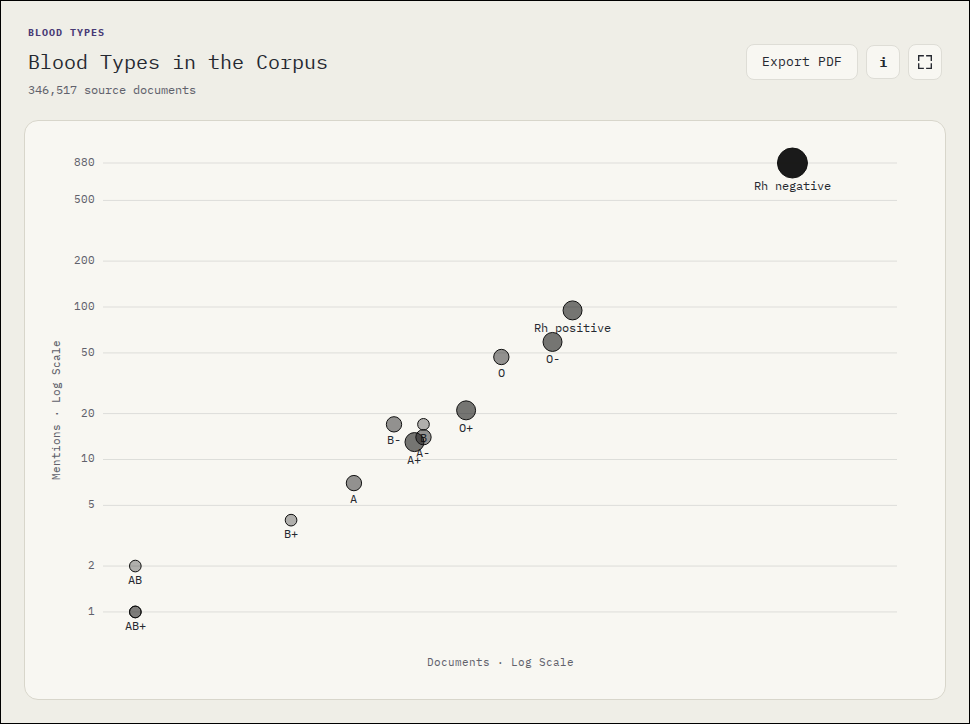 BLOOD TYPES
Blood Types in the Corpus
346,517 source documents
Export PDF
i
880
Rh negative
500
200
100
Rh positive
50
O-
O
20
O+
B-
B
A-
A+
10
A
5
B+
2
AB
1
AB+
Mentions · Log Scale
Documents · Log Scale